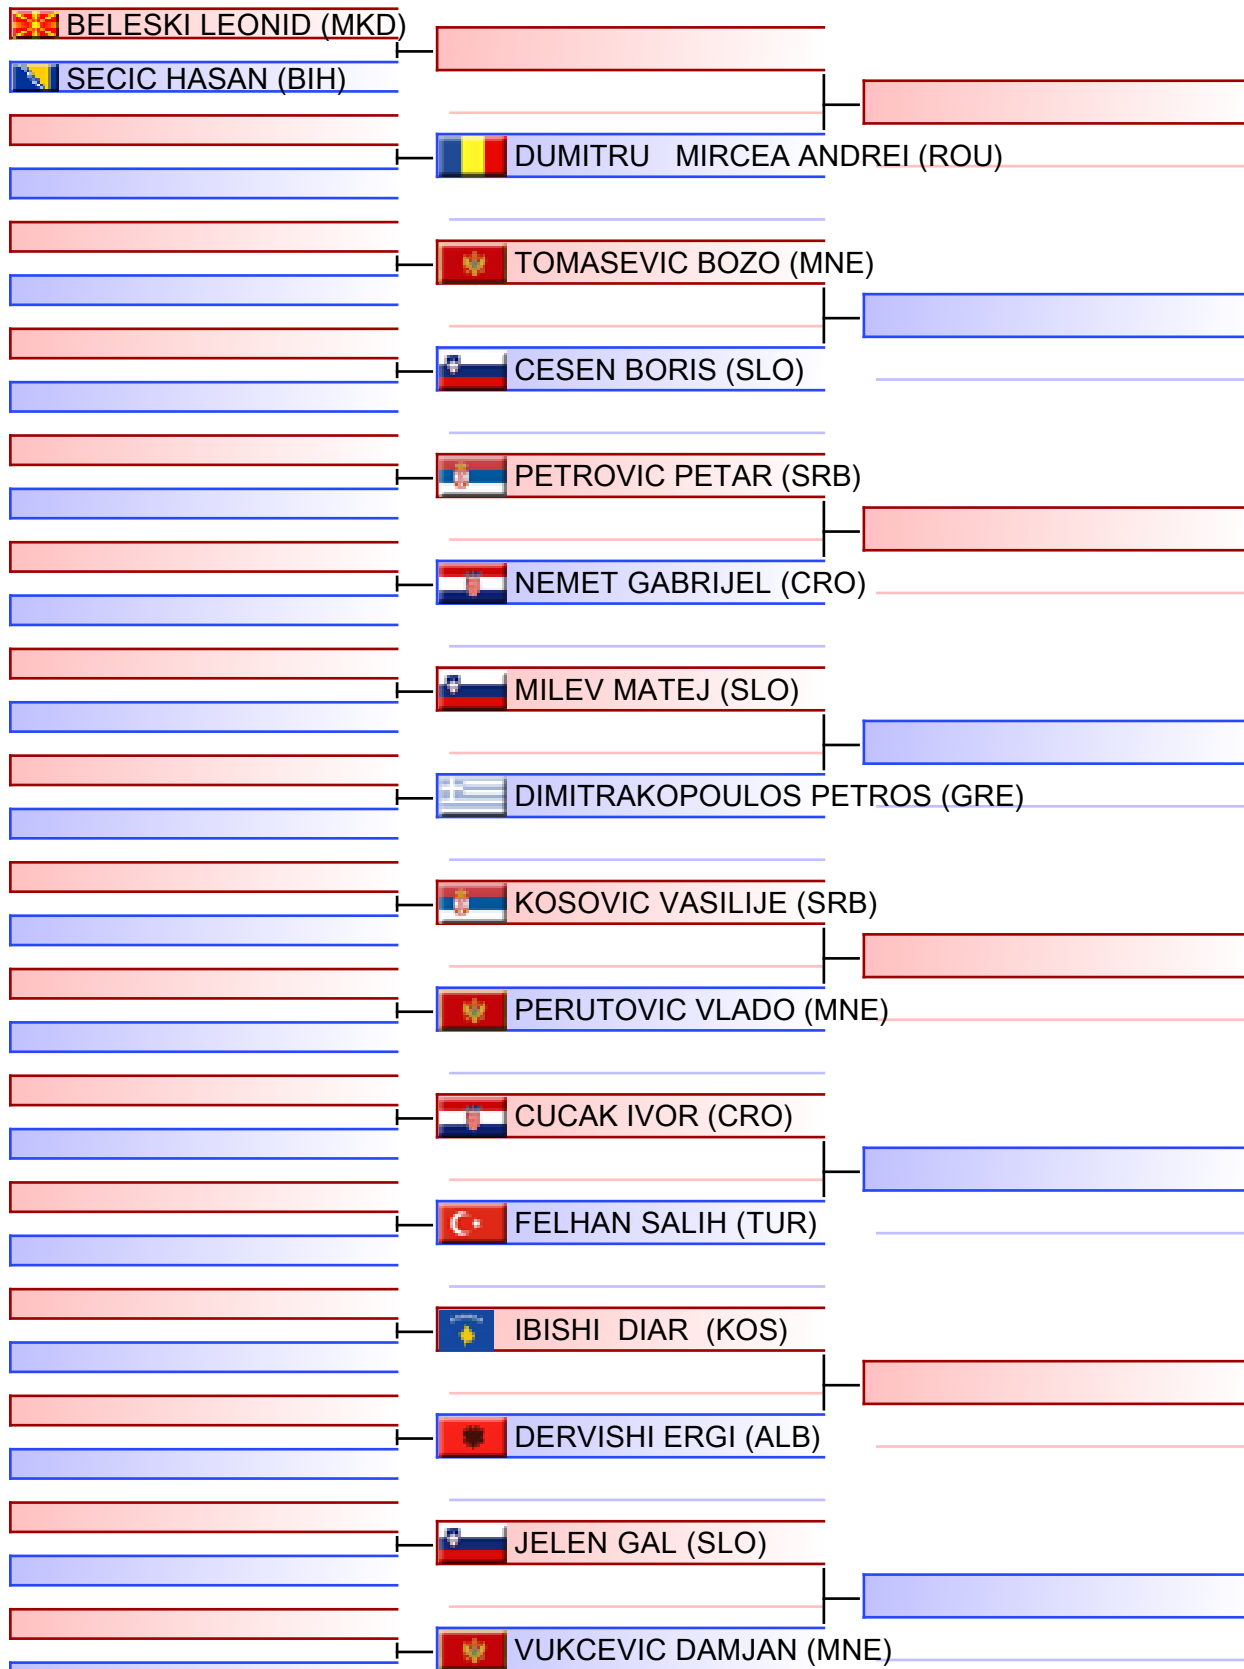 BELESKI LEONID (MKD)
SECIC HASAN (BIH)
DUMITRU MIRCEA ANDREI (ROU)
TOMASEVIC BOZO (MNE)
CESEN BORIS (SLO)
PETROVIC PETAR (SRB)
NEMET GABRIJEL (CRO)
MILEV MATEJ (SLO)
DIMITRAKOPOULOS PETROS (GRE)
KOSOVIC VASILIJE (SRB)
PERUTOVIC VLADO (MNE)
CUCAK IVOR (CRO)
FELHAN SALIH (TUR)
IBISHI DIAR (KOS)
DERVISHI ERGI (ALB)
JELEN GAL (SLO)
VUKCEVIC DAMJAN (MNE)